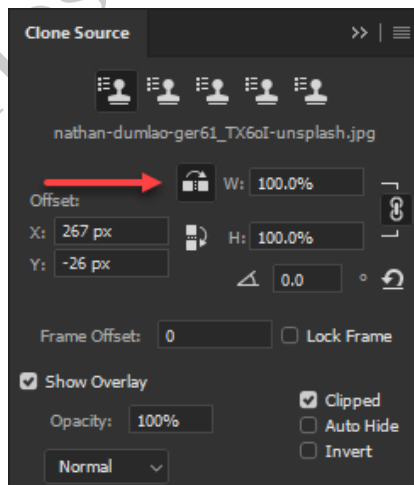 Clone Source
nathan-dumlao-ger61_TX6oI-unsplash.jpg
W: 100.0%
Offset:
X: 267 px
H: 100.0%
Y: -26 px
0.0 °
Frame Offset: 0 Lock Frame
Show Overlay
Clipped
Opacity: 100% Auto Hide
Invert
Normal